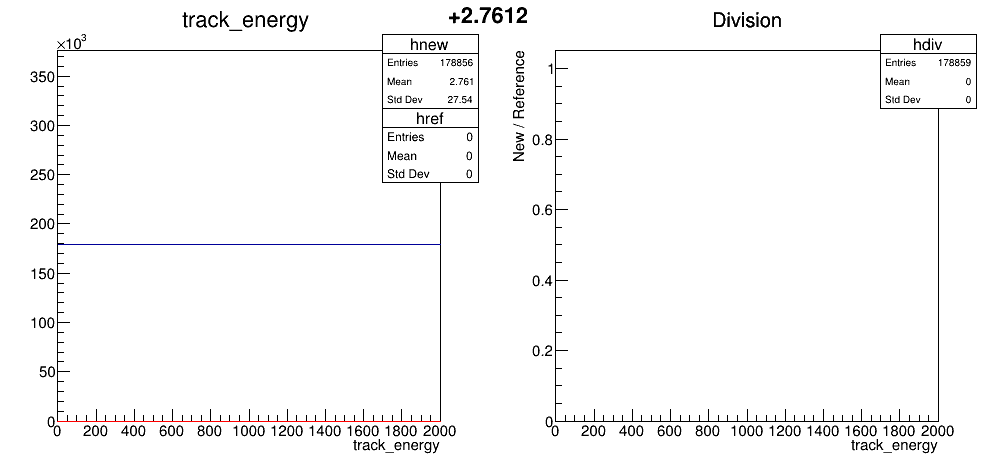 track_energy
+2.7612
Division
×10³
hnew
Entries 178856
Mean 2.761
Std Dev 27.54
href
Entries 0
Mean 0
Std Dev 0
350
300
250
200
150
100
50
0
0 200 400 600 800 1000 1200 1400 1600 1800 2000
track_energy
New / Reference
hdiv
Entries 178859
Mean 0
Std Dev 0
1
0.8
0.6
0.4
0.2
0
0 200 400 600 800 1000 1200 1400 1600 1800 2000
track_energy